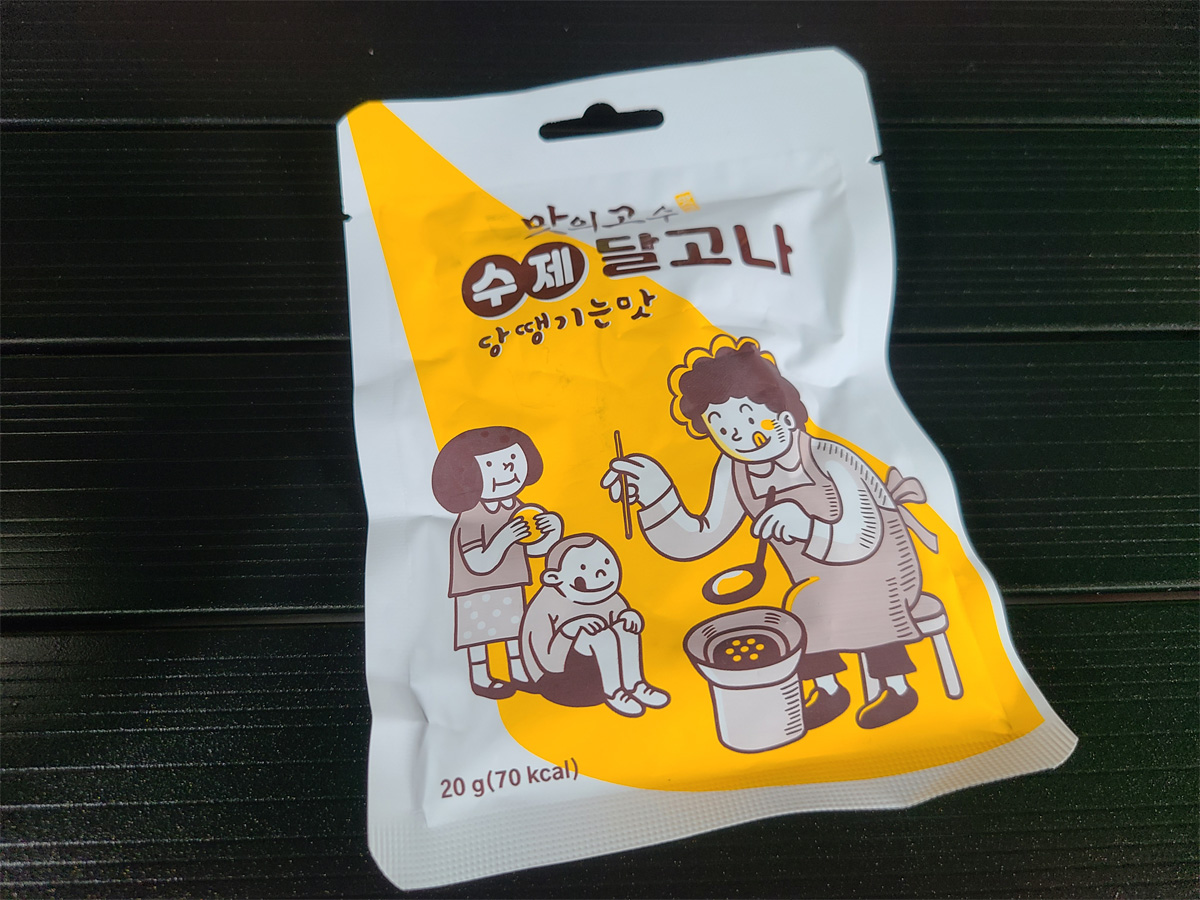 맛의고수
수제 달고나
당땡기는맛
20 g(70 kcal)